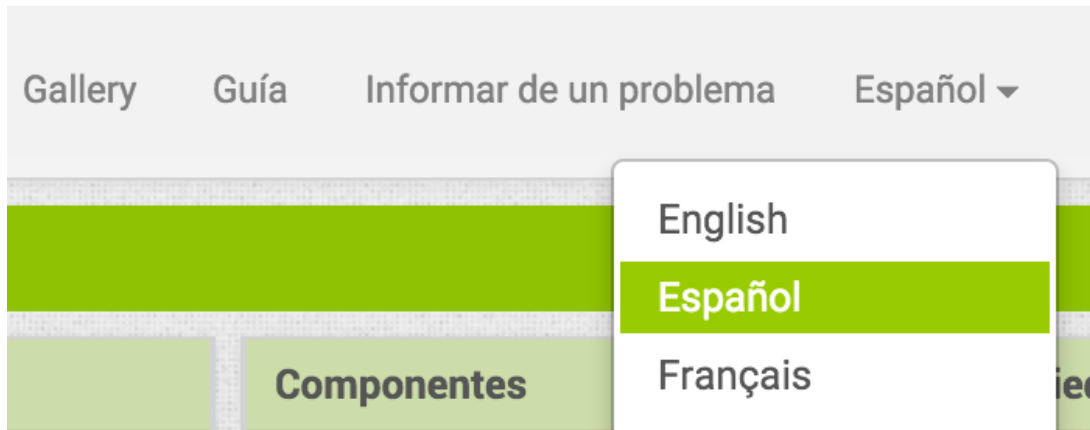 Gallery Guía Informar de un problema Español
English
Español
Français
Componentes